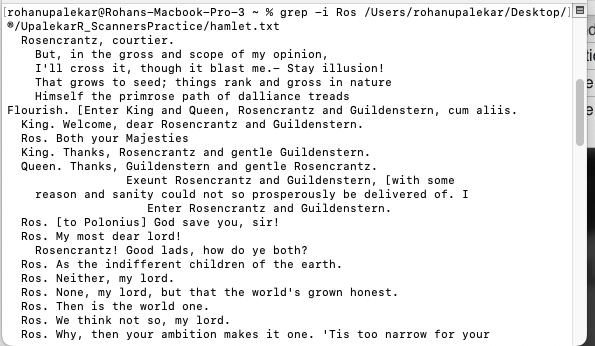 [rohanupalekar@Rohans-Macbook-Pro-3 ~ % grep -i Ros /Users/rohanupalekar/Desktop/]
®/UpalekarR_ScannersPractice/hamlet.txt
Rosencrantz, courtier.
But, in the gross and scope of my opinion,
I'll cross it, though it blast me.- Stay illusion!
That grows to seed; things rank and gross in nature
Himself the primrose path of dalliance treads
Flourish. [Enter King and Queen, Rosencrantz and Guildenstern, cum aliis.
King. Welcome, dear Rosencrantz and Guildenstern.
Ros. Both your Majesties
King. Thanks, Rosencrantz and gentle Guildenstern.
Queen. Thanks, Guildenstern and gentle Rosencrantz.
Exeunt Rosencrantz and Guildenstern, [with some
reason and sanity could not so prosperously be delivered of. I
Enter Rosencrantz and Guildenstern.
Ros. [to Polonius] God save you, sir!
Ros. My most dear lord!
Rosencrantz! Good lads, how do ye both?
Ros. As the indifferent children of the earth.
Ros. Neither, my lord.
Ros. None, my lord, but that the world's grown honest.
Ros. Then is the world one.
Ros. We think not so, my lord.
Ros. Why, then your ambition makes it one. 'Tis too narrow for your